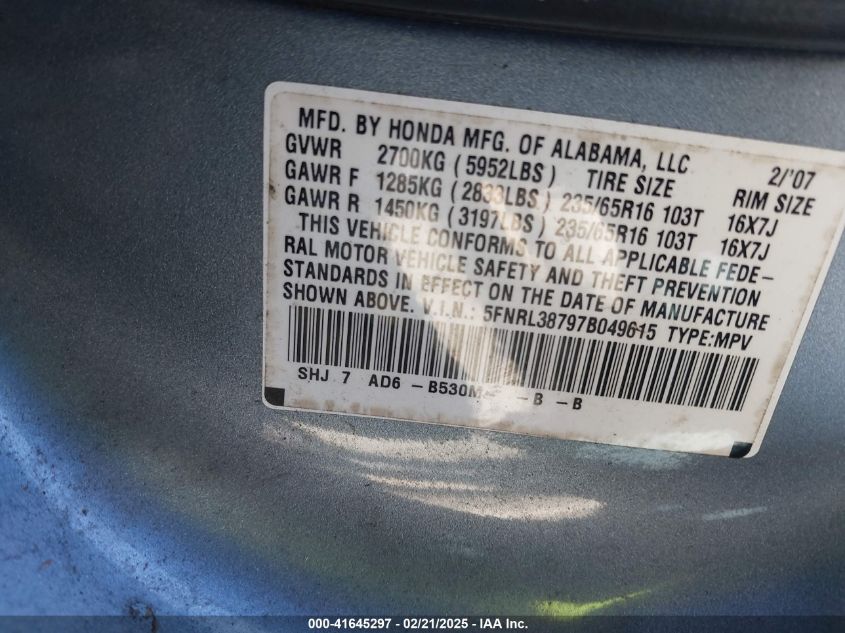 MFD. BY HONDA MFG. OF ALABAMA, LLC 2/'07
GVWR 2700KG (5952LBS) TIRE SIZE RIM SIZE
GAWR F 1285KG (2833LBS) 235/65R16 103T 16X7J
GAWR R 1450KG (3197LBS) 235/65R16 103T 16X7J
THIS VEHICLE CONFORMS TO ALL APPLICABLE FEDE-
RAL MOTOR VEHICLE SAFETY AND THEFT PREVENTION
STANDARDS IN EFFECT ON THE DATE OF MANUFACTURE
SHOWN ABOVE. V.I.N.: 5FNRL38797B049615 TYPE:MPV
SHJ 7 AD6 -B530M- -B -B
000-41645297 - 02/21/2025 - IAA Inc.